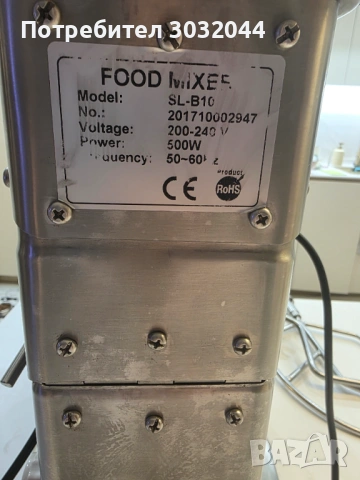 Потребител 3032044
FOOD MIXER
Model: SL-B10
No.: 201710002947
Voltage: 200-240 V
Power: 500W
Frequency: 50~60Hz
Product
CE RoHS
BAZAR